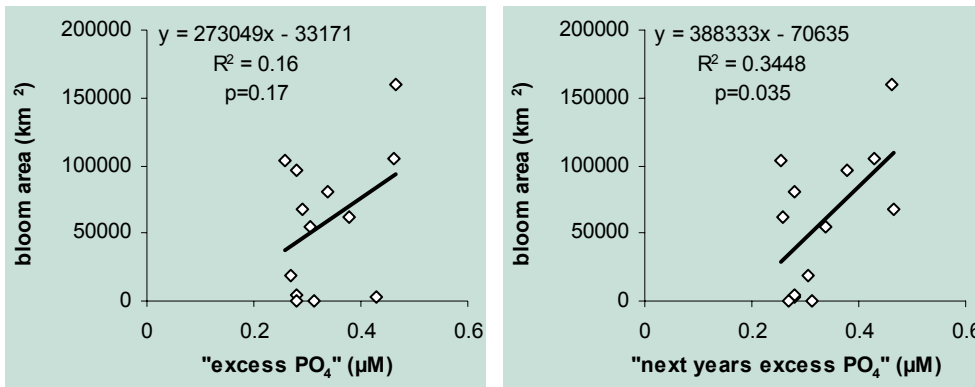 y = 273049x - 33171
R² = 0.16
p=0.17
200000
150000
100000
50000
0
bloom area (km ²)
0
0.2
0.4
0.6
"excess PO₄" (µM)
y = 388333x - 70635
R² = 0.3448
p=0.035
200000
150000
100000
50000
0
bloom area (km ²)
0
0.2
0.4
0.6
"next years excess PO₄" (µM)